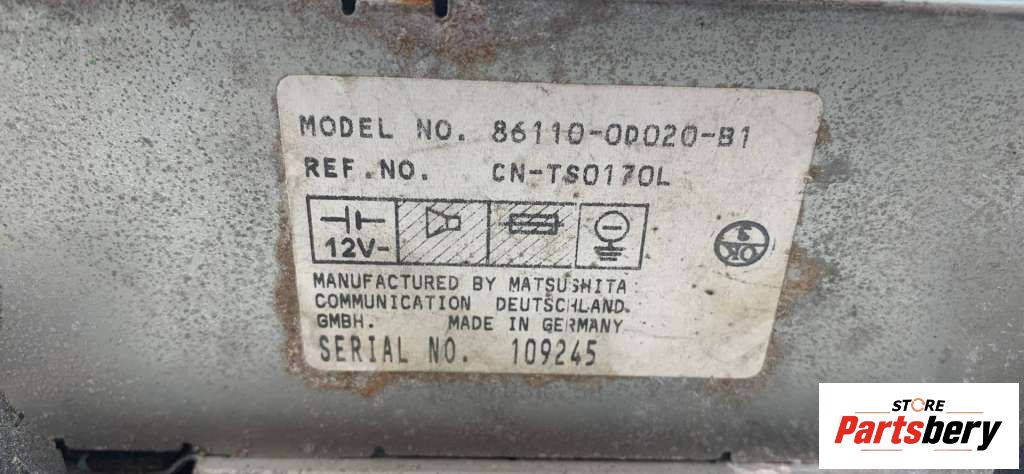 MODEL NO. 86110-0D020-B1
REF.NO. CN-TS0170L
12V-
OK
MANUFACTURED BY MATSUSHITA
COMMUNICATION DEUTSCHLAND.
GMBH. MADE IN GERMANY
SERIAL NO. 109245
STORE
Partsbery